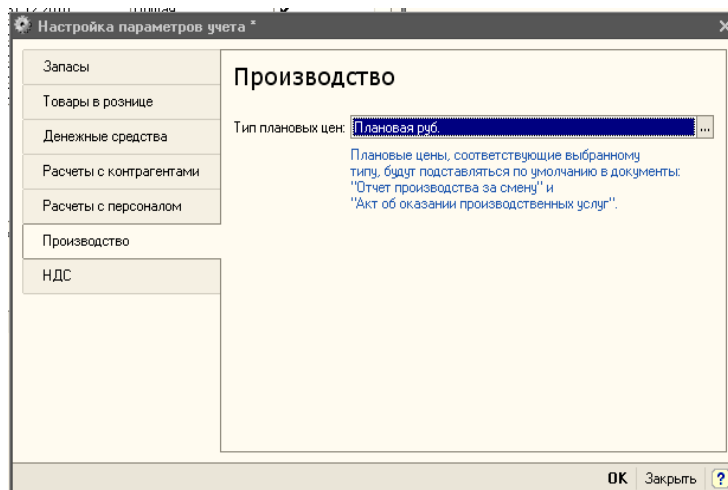 Настройка параметров учета *
Запасы
Товары в рознице
Денежные средства
Расчеты с контрагентами
Расчеты с персоналом
Производство
НДС
Производство
Тип плановых цен: Плановая руб. ...
Плановые цены, соответствующие выбранному
типу, будут подставляться по умолчанию в документы:
"Отчет производства за смену" и
"Акт об оказании производственных услуг".
OK Закрыть ?